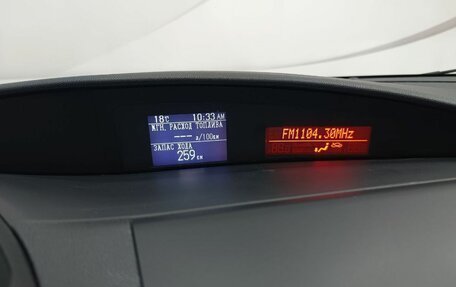 18℃ 10:33 AM
МГН. РАСХОД ТОПЛИВА
--- л/100км
ЗАПАС ХОДА
259 км
FM1104.30MHz